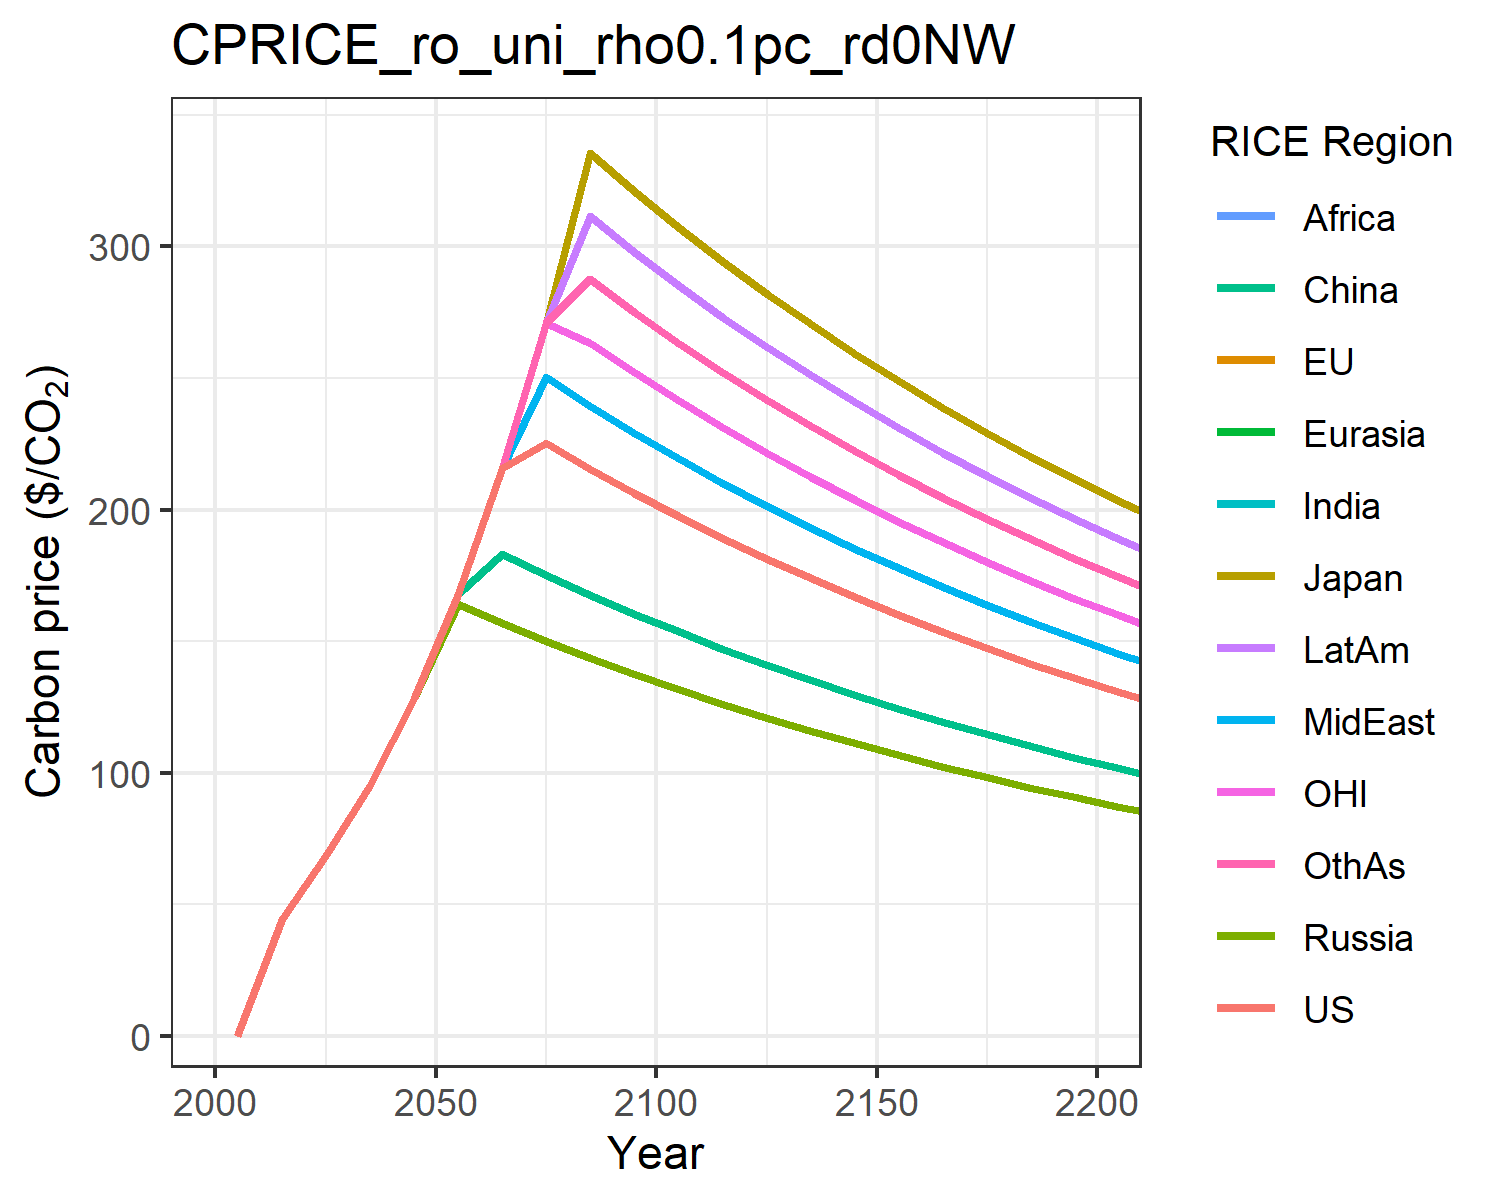 CPRICE_ro_uni_rho0.1pc_rd0NW
Carbon price ($/CO₂)
300
200
100
0
2000 2050 2100 2150 2200
Year
RICE Region
Africa
China
EU
Eurasia
India
Japan
LatAm
MidEast
OHI
OthAs
Russia
US